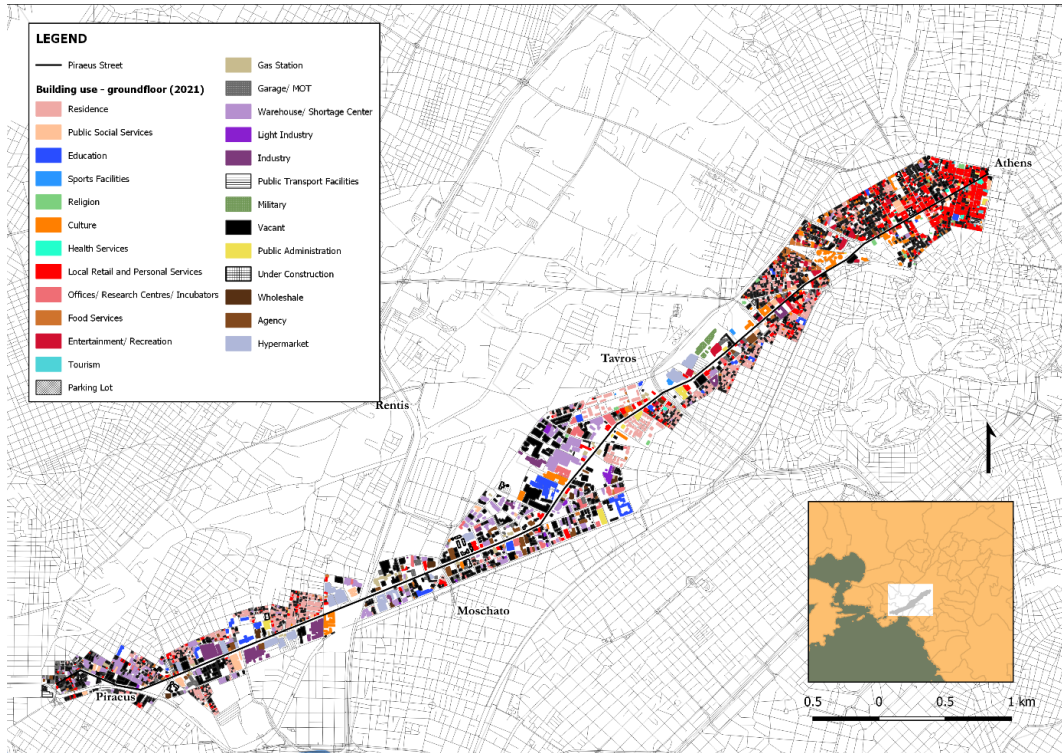 LEGEND
Piraeus Street
Building use - groundfloor (2021)
Residence
Public Social Services
Education
Sports Facilities
Religion
Culture
Health Services
Local Retail and Personal Services
Offices/ Research Centres/ Incubators
Food Services
Entertainment/ Recreation
Tourism
Parking Lot
Gas Station
Garage/ MOT
Warehouse/ Shortage Center
Light Industry
Industry
Public Transport Facilities
Military
Vacant
Public Administration
Under Construction
Wholeshale
Agency
Hypermarket
Athens
Tavros
Rentis
Moschato
Piraeus
0.5 0 0.5 1 km